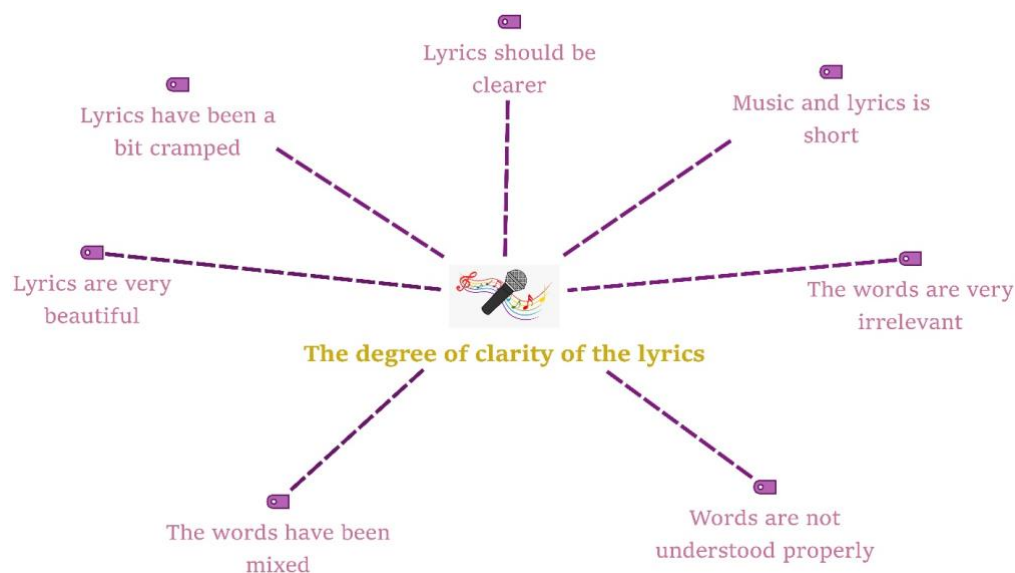 Lyrics should be
clearer
Lyrics have been a
bit cramped
Music and lyrics is
short
Lyrics are very
beautiful
The words are very
irrelevant
The degree of clarity of the lyrics
The words have been
mixed
Words are not
understood properly